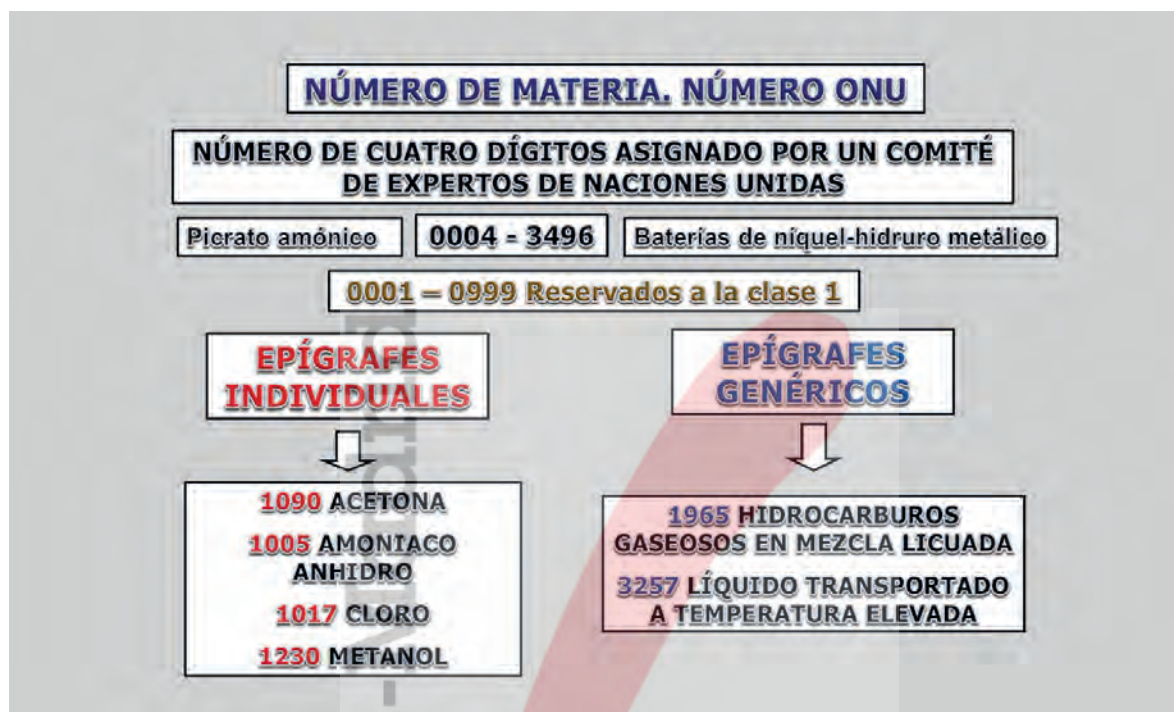 NÚMERO DE MATERIA. NÚMERO ONU
NÚMERO DE CUATRO DÍGITOS ASIGNADO POR UN COMITÉ
DE EXPERTOS DE NACIONES UNIDAS
Picrato amónico
0004 - 3496
Baterías de níquel-hidruro metálico
0001 – 0999 Reservados a la clase 1
EPÍGRAFES
INDIVIDUALES
EPÍGRAFES
GENÉRICOS
1090 ACETONA
1005 AMONIACO
ANHIDRO
1017 CLORO
1230 METANOL
1965 HIDROCARBUROS
GASEOSOS EN MEZCLA LICUADA
3257 LÍQUIDO TRANSPORTADO
A TEMPERATURA ELEVADA